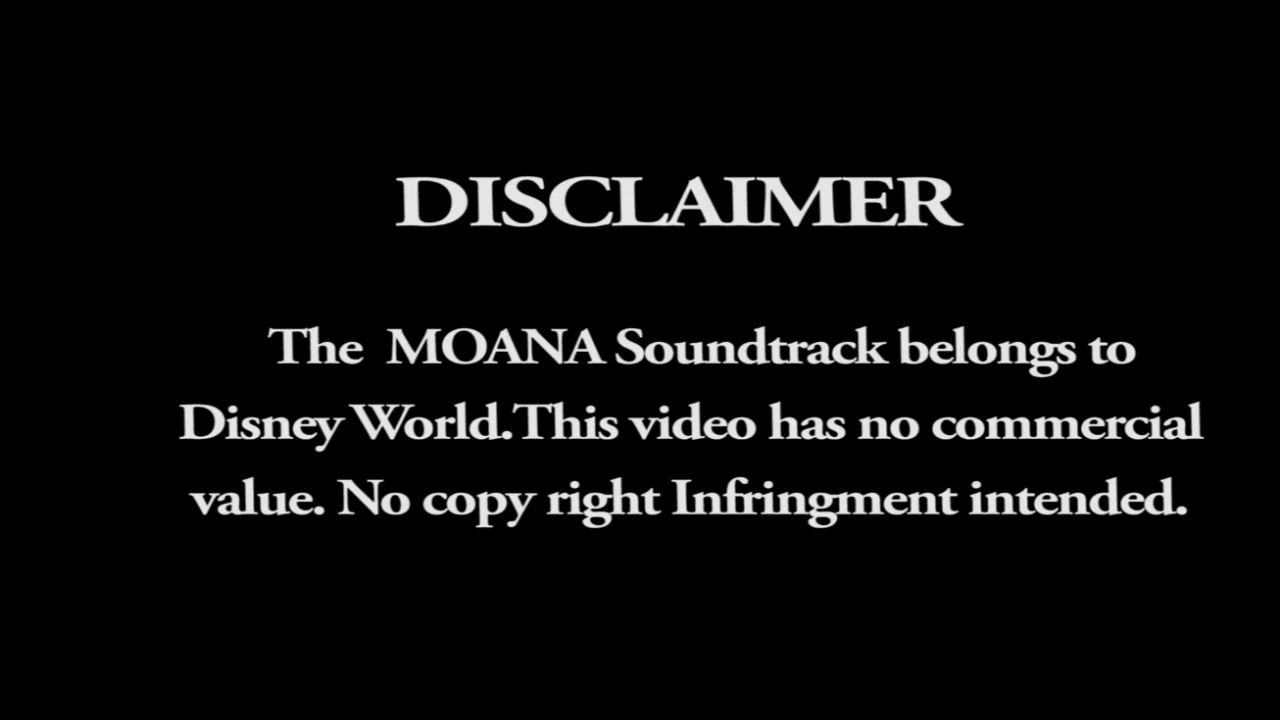 DISCLAIMER
The MOANA Soundtrack belongs to
Disney World.This video has no commercial
value. No copy right Infringment intended.